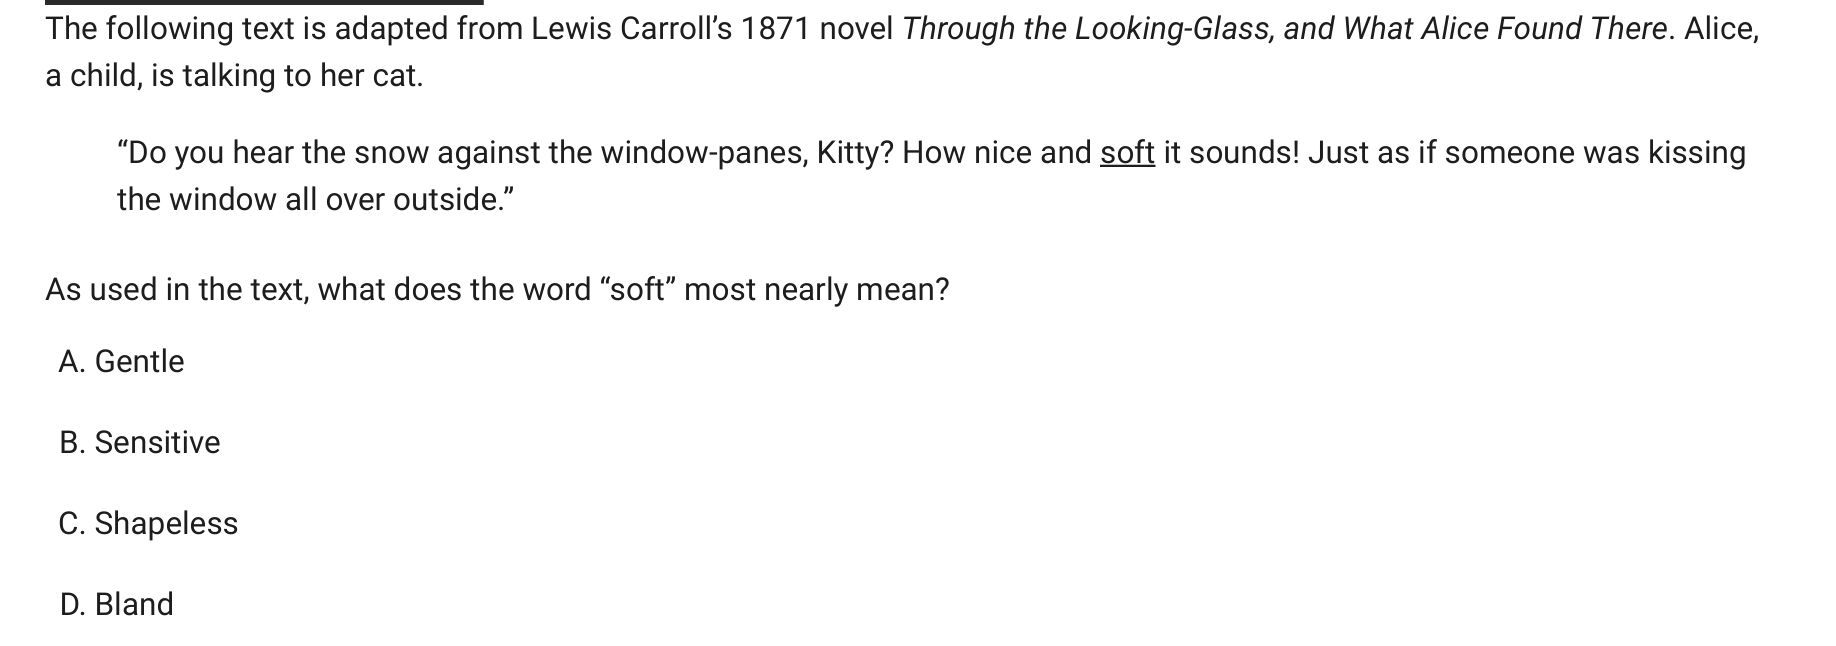 The following text is adapted from Lewis Carroll’s 1871 novel Through the Looking-Glass, and What Alice Found There. Alice,
a child, is talking to her cat.
“Do you hear the snow against the window-panes, Kitty? How nice and soft it sounds! Just as if someone was kissing
the window all over outside.”
As used in the text, what does the word “soft” most nearly mean?
A. Gentle
B. Sensitive
C. Shapeless
D. Bland